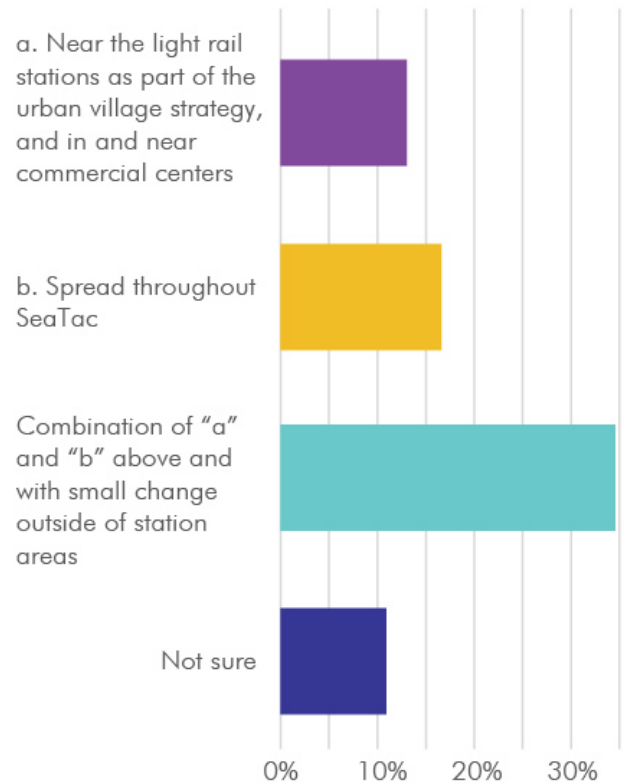 a. Near the light rail
stations as part of the
urban village strategy,
and in and near
commercial centers
b. Spread throughout
SeaTac
Combination of “a”
and “b” above and
with small change
outside of station
areas
Not sure
0% 10% 20% 30%